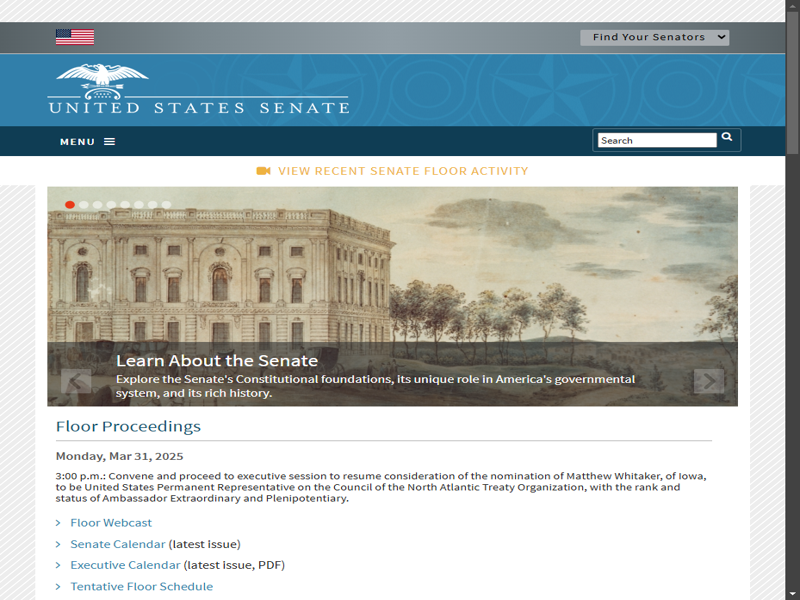 Find Your Senators
UNITED STATES SENATE
MENU
Search
VIEW RECENT SENATE FLOOR ACTIVITY
Learn About the Senate
Explore the Senate's Constitutional foundations, its unique role in America's governmental
system, and its rich history.
Floor Proceedings
Monday, Mar 31, 2025
3:00 p.m.: Convene and proceed to executive session to resume consideration of the nomination of Matthew Whitaker, of Iowa,
to be United States Permanent Representative on the Council of the North Atlantic Treaty Organization, with the rank and
status of Ambassador Extraordinary and Plenipotentiary.
> Floor Webcast
> Senate Calendar (latest issue)
> Executive Calendar (latest issue, PDF)
> Tentative Floor Schedule